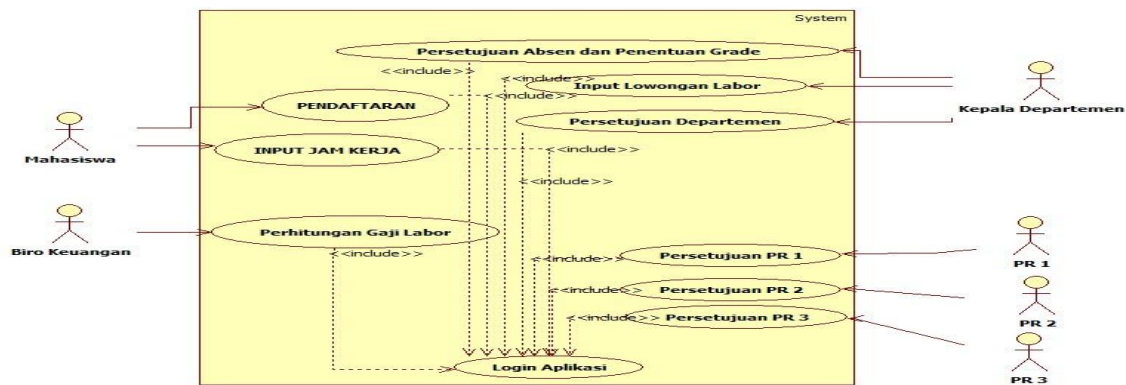 System
Persetujuan Absen dan Penentuan Grade
<<include>>
<<include>>
Input Lowongan Labor
PENDAFTARAN
<<include>>
Kepala Departemen
Persetujuan Departemen
Mahasiswa
INPUT JAM KERJA
<<include>>
<<include>>
Perhitungan Gaji Labor
Biro Keuangan
<<include>>
<<include>>
Persetujuan PR 1
PR 1
<<include>>
Persetujuan PR 2
PR 2
<<include>>
Persetujuan PR 3
Login Aplikasi
PR 3